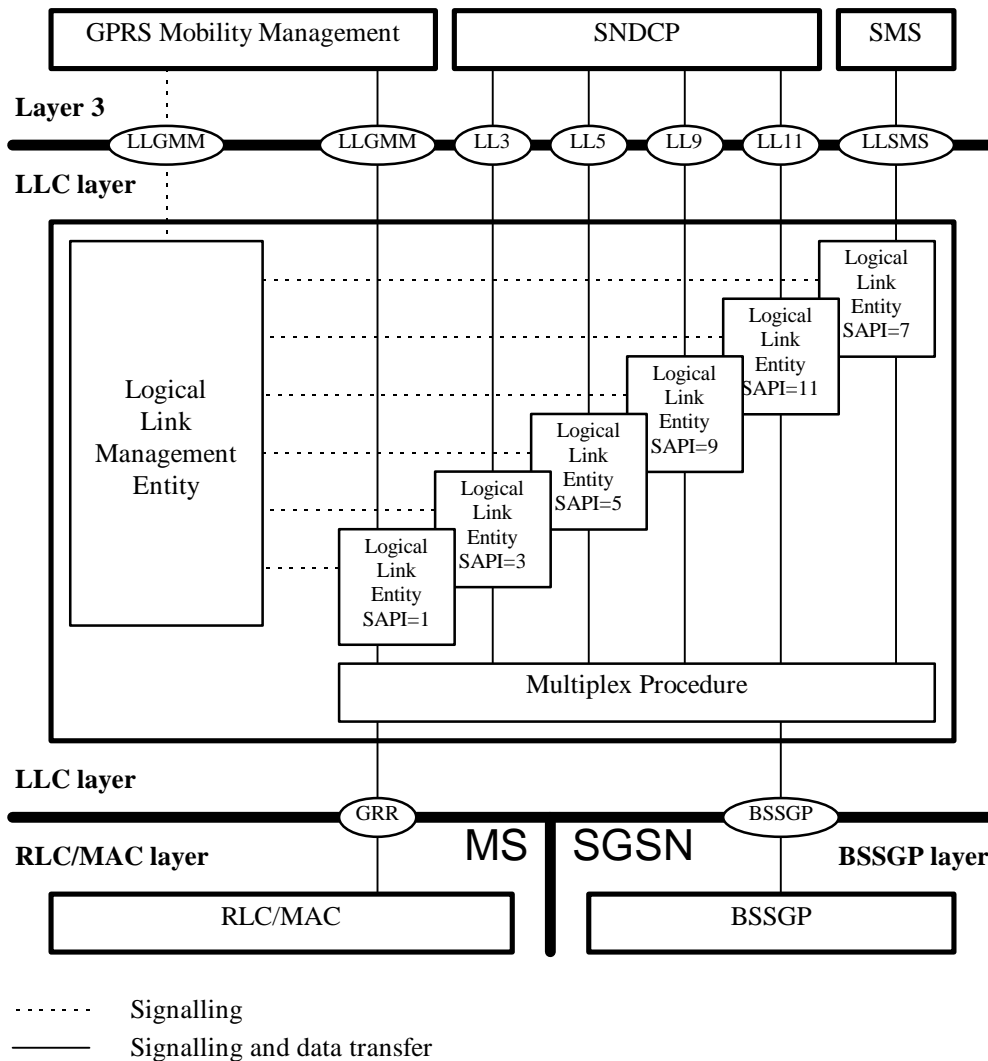 GPRS Mobility Management
SNDCP
SMS
Layer 3
LLGMM
LLGMM
LL3
LL5
LL9
LL11
LLSMS
LLC layer
Logical
Link
Management
Entity
Logical
Link
Entity
SAPI=7
Logical
Link
Entity
SAPI=11
Logical
Link
Entity
SAPI=9
Logical
Link
Entity
SAPI=5
Logical
Link
Entity
SAPI=3
Logical
Link
Entity
SAPI=1
Multiplex Procedure
LLC layer
GRR
BSSGP
MS
SGSN
RLC/MAC layer
BSSGP layer
RLC/MAC
BSSGP
Signalling
Signalling and data transfer